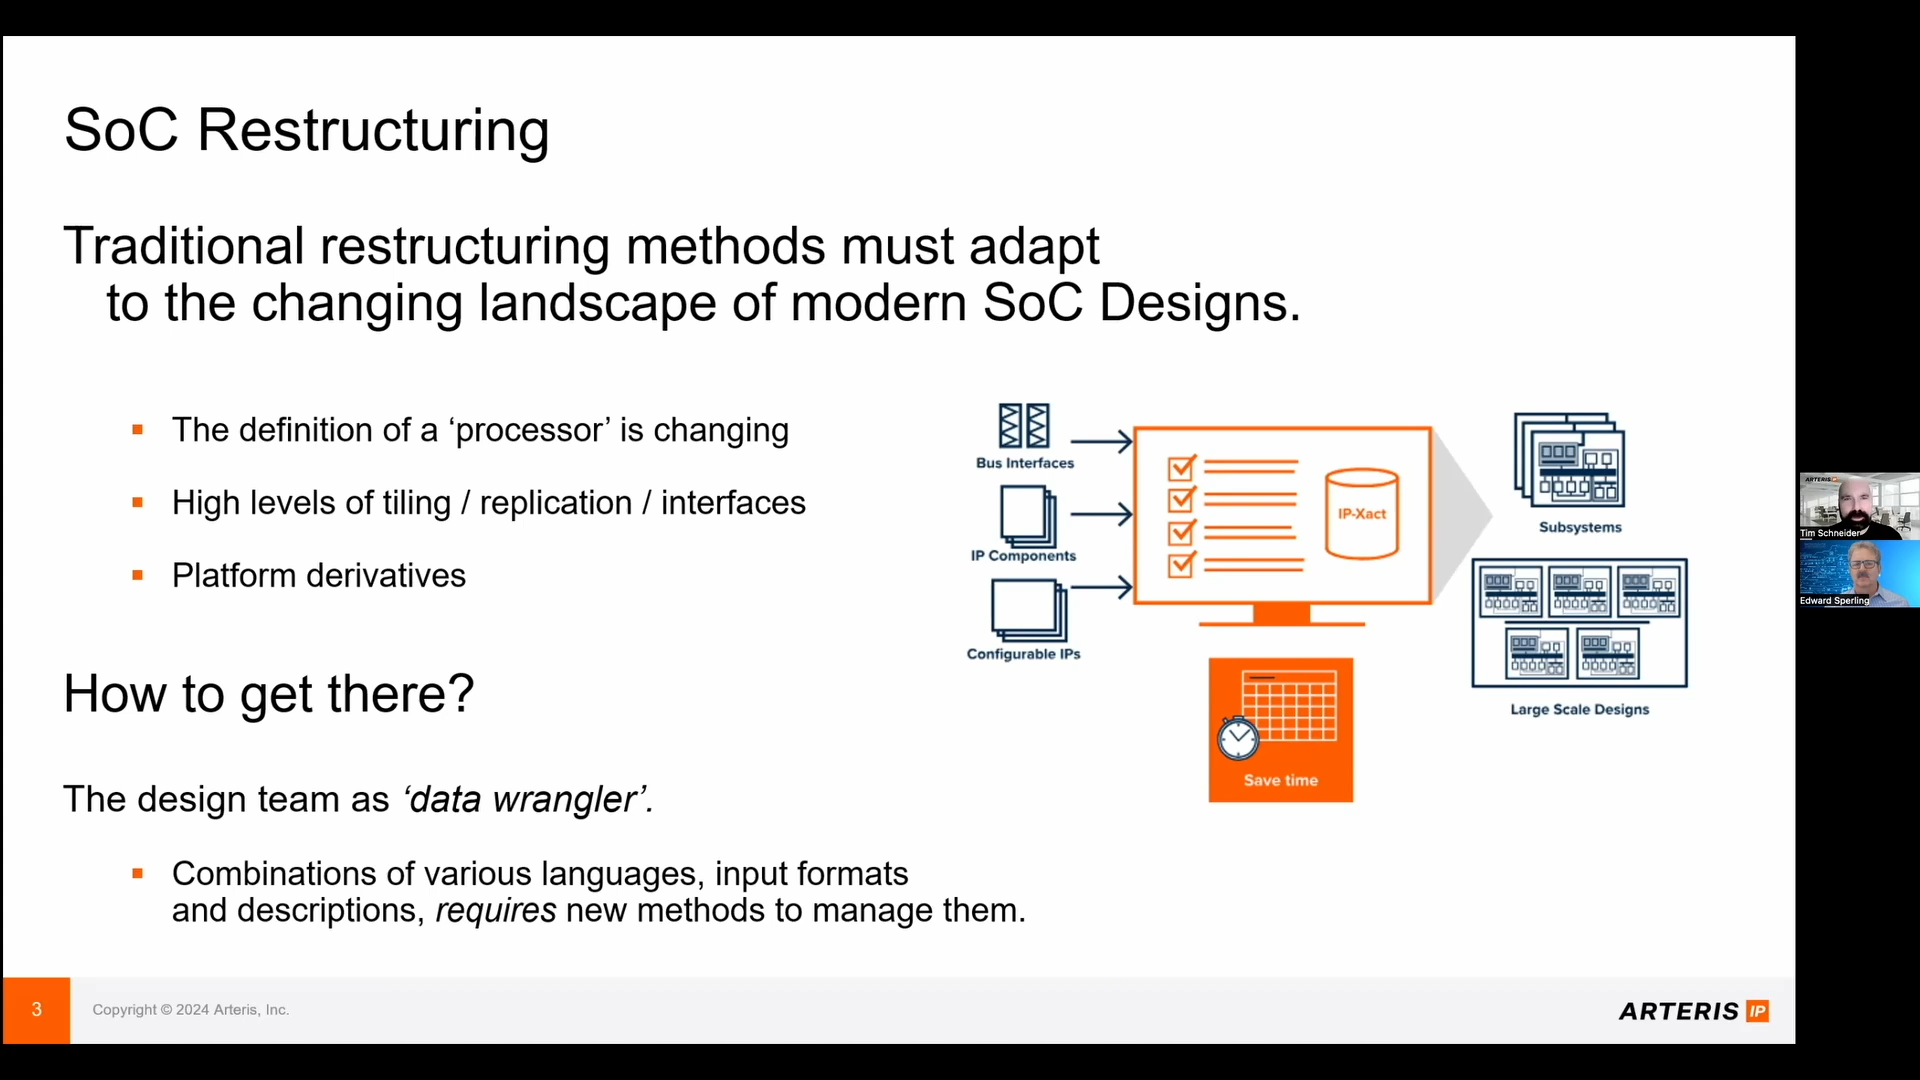 SoC Restructuring
Traditional restructuring methods must adapt
to the changing landscape of modern SoC Designs.
▪ The definition of a ‘processor’ is changing
▪ High levels of tiling / replication / interfaces
▪ Platform derivatives
How to get there?
The design team as ‘data wrangler’.
▪ Combinations of various languages, input formats
and descriptions, requires new methods to manage them.
Bus Interfaces
IP Components
Configurable IPs
IP-Xact
Save time
Subsystems
Large Scale Designs
ARTERIS IP
Tim Schneider
Edward Sperling
3
Copyright © 2024 Arteris, Inc.
ARTERIS IP